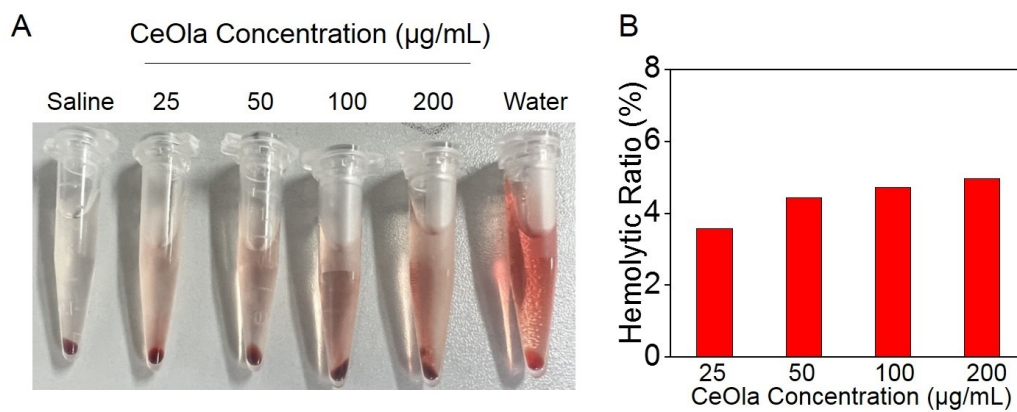 A
CeOla Concentration (µg/mL)
Saline 25 50 100 200 Water
B
Hemolytic Ratio (%)
8
6
4
2
0
25 50 100 200
CeOla Concentration (µg/mL)